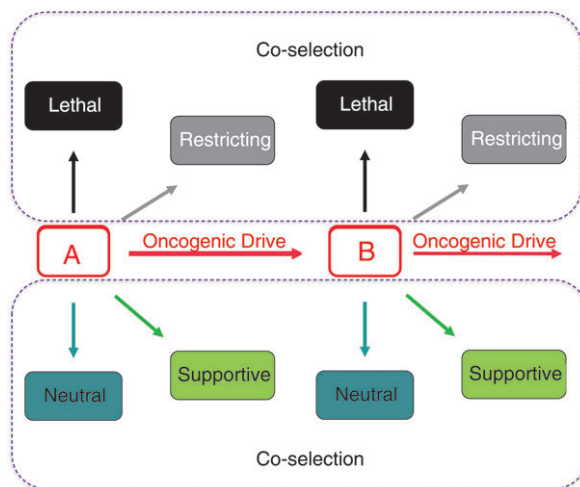 Co-selection
Lethal
Lethal
Restricting
Restricting
A
Oncogenic Drive
B
Oncogenic Drive
Neutral
Supportive
Neutral
Supportive
Co-selection